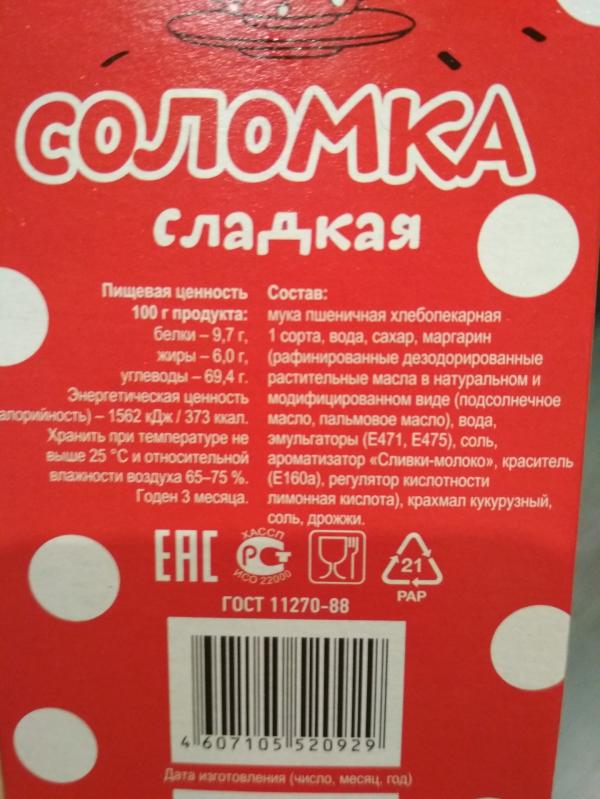 СОЛОМКА
сладкая
Пищевая ценность
100 г продукта:
белки – 9,7 г,
жиры – 6,0 г,
углеводы – 69,4 г.
Энергетическая ценность
алорийность) – 1562 кДж / 373 ккал.
Хранить при температуре не
выше 25 °С и относительной
влажности воздуха 65–75 %.
Годен 3 месяца.
Состав:
мука пшеничная хлебопекарная
1 сорта, вода, сахар, маргарин
(рафинированные дезодорированные
растительные масла в натуральном и
модифицированном виде (подсолнечное
масло, пальмовое масло), вода,
эмульгаторы (Е471, Е475), соль,
ароматизатор «Сливки-молоко», краситель
(Е160а), регулятор кислотности
лимонная кислота), крахмал кукурузный,
соль, дрожжи.
ЕАС
ХАССП
РСТ
ИСО 22000
21
PAP
ГОСТ 11270-88
4 607105 520929
Дата изготовления (число, месяц, год)